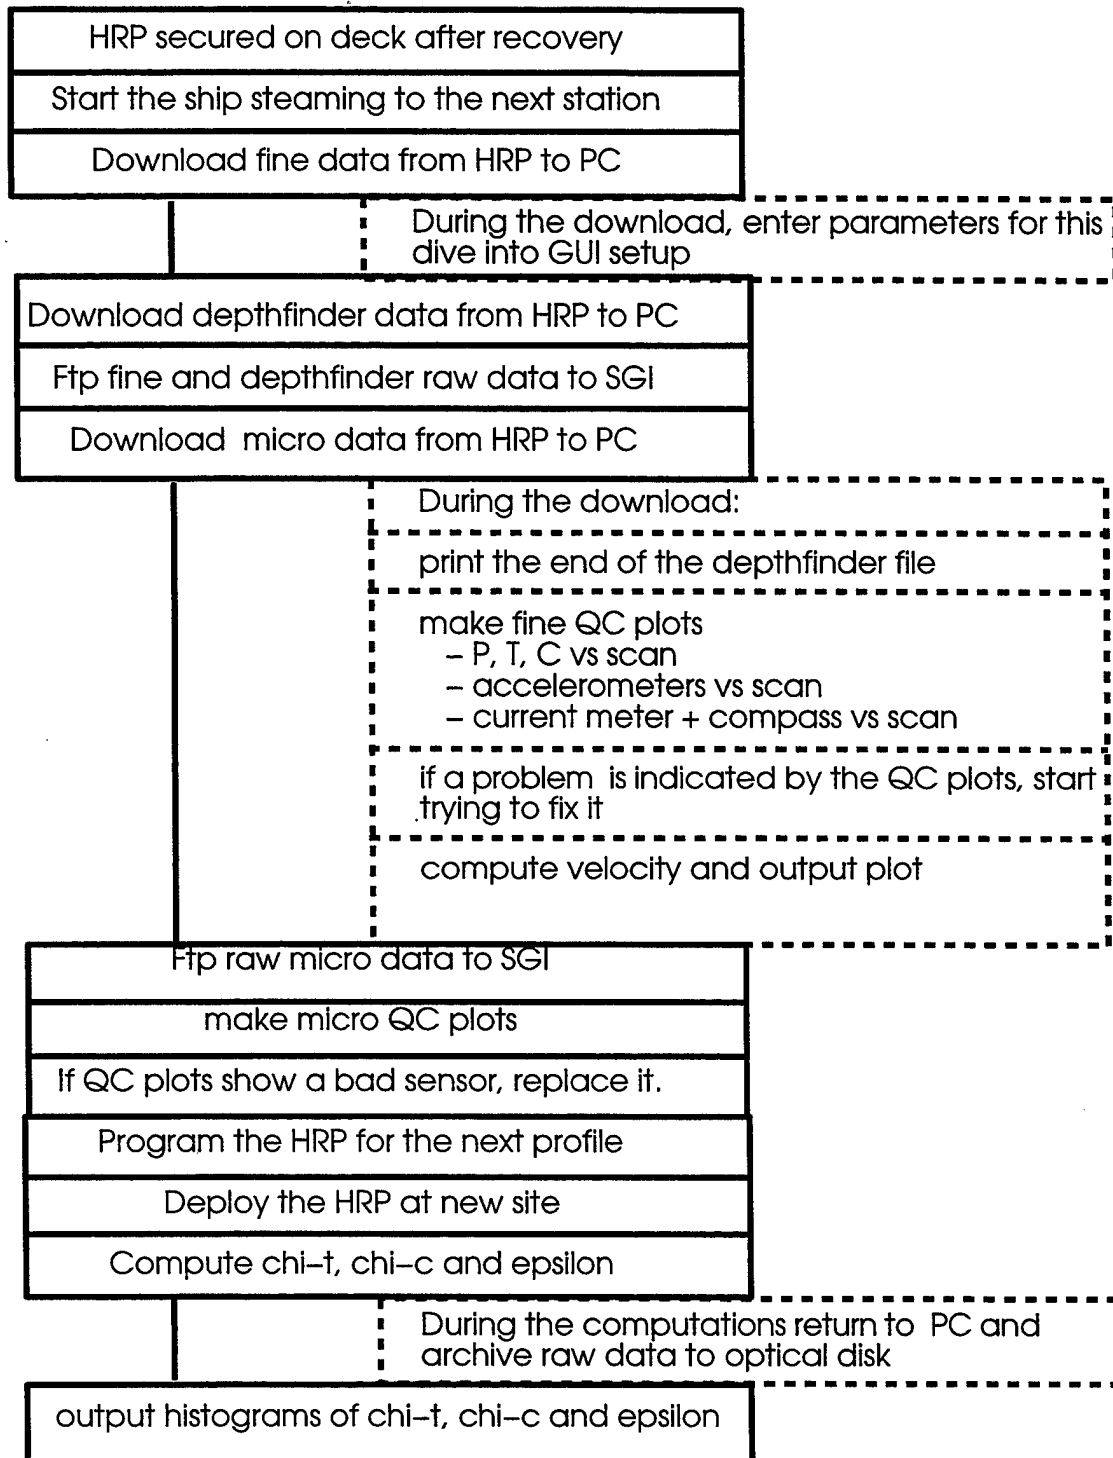 HRP secured on deck after recovery
Start the ship steaming to the next station
Download fine data from HRP to PC
During the download, enter parameters for this
dive into GUI setup
Download depthfinder data from HRP to PC
Ftp fine and depthfinder raw data to SGI
Download micro data from HRP to PC
During the download:
print the end of the depthfinder file
make fine QC plots
– P, T, C vs scan
– accelerometers vs scan
– current meter + compass vs scan
if a problem is indicated by the QC plots, start
trying to fix it
compute velocity and output plot
Ftp raw micro data to SGI
make micro QC plots
If QC plots show a bad sensor, replace it.
Program the HRP for the next profile
Deploy the HRP at new site
Compute chi–t, chi–c and epsilon
During the computations return to PC and
archive raw data to optical disk
output histograms of chi–t, chi–c and epsilon